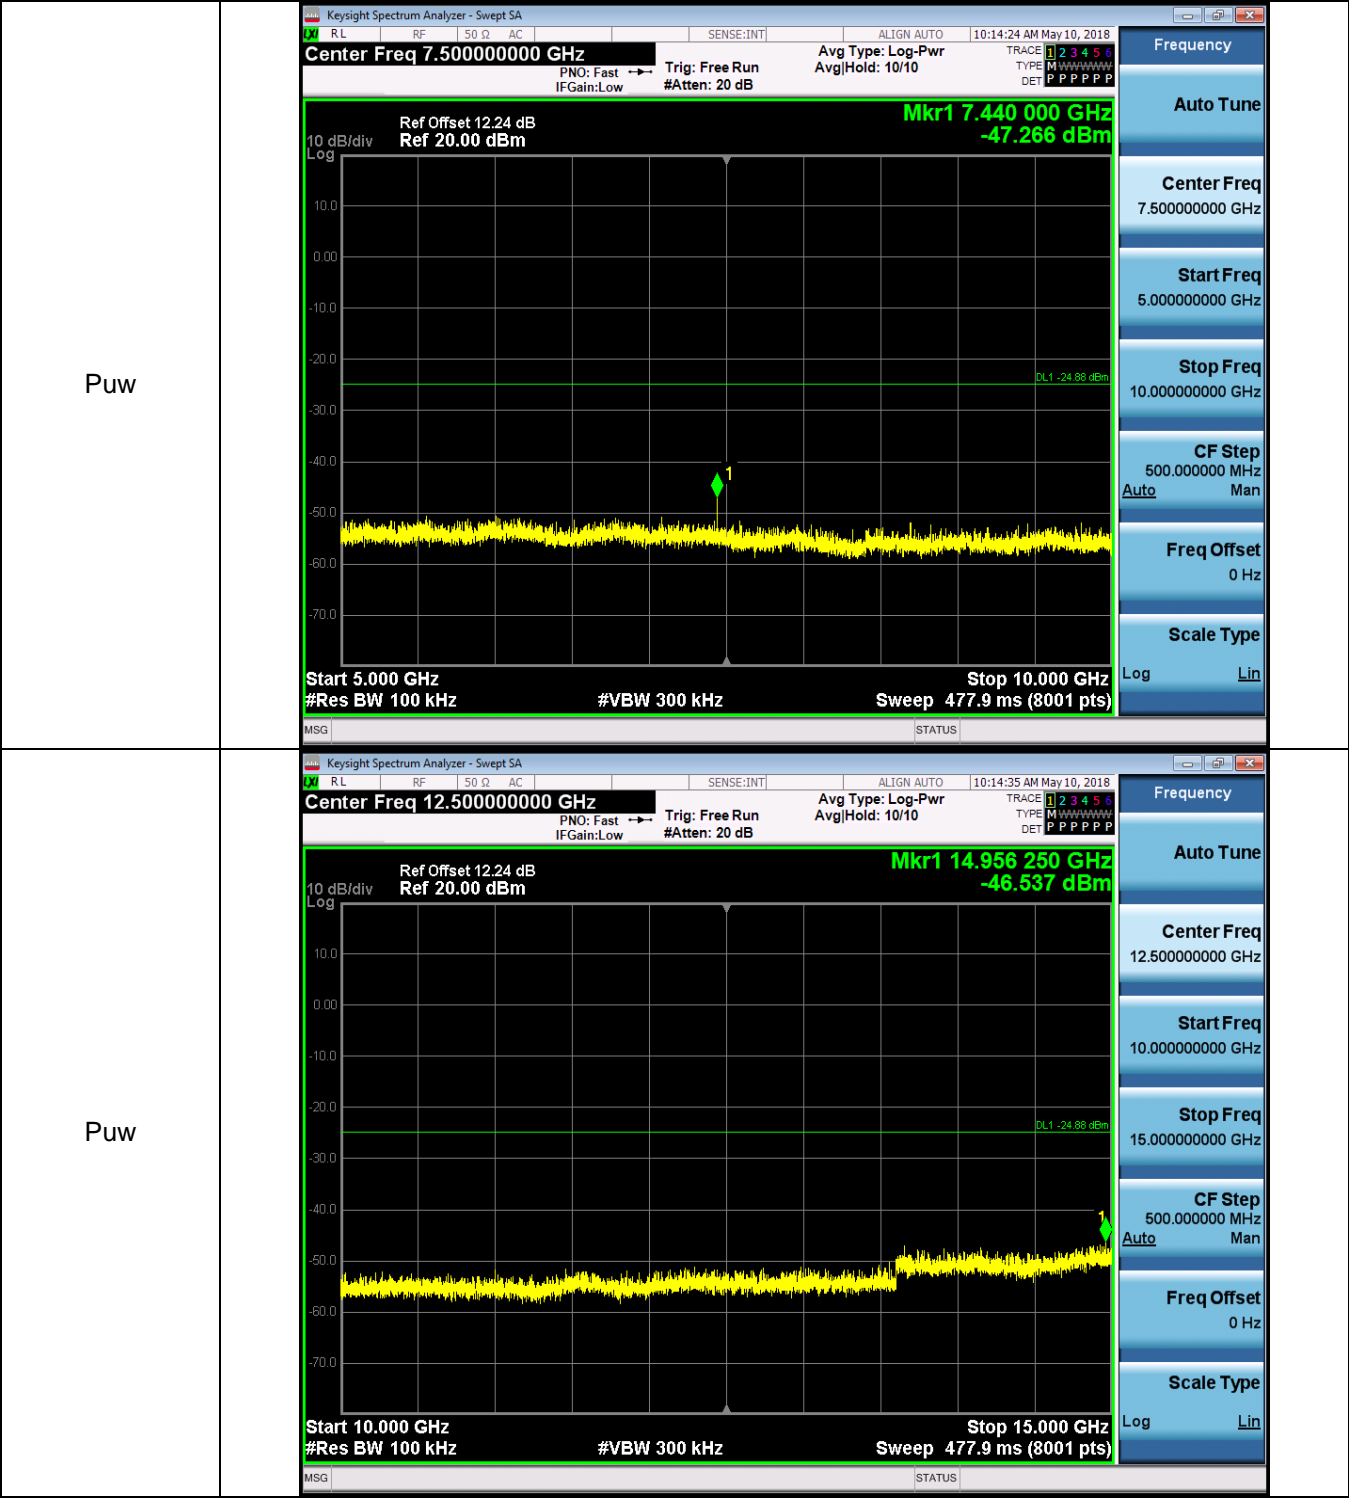 Puw
Keysight Spectrum Analyzer - Swept SA
LXI RL RF 50 Ω AC SENSE:INT ALIGN AUTO 10:14:24 AM May 10, 2018
Center Freq 7.500000000 GHz
PNO: Fast
IFGain:Low
Trig: Free Run
#Atten: 20 dB
Avg Type: Log-Pwr
Avg|Hold: 10/10
TRACE 1 2 3 4 5 6
TYPE M W W W W W
DET P P P P P P
Mkr1 7.440 000 GHz
-47.266 dBm
Ref Offset 12.24 dB
10 dB/div Ref 20.00 dBm
Log
10.0
0.00
-10.0
-20.0
DL1 -24.88 dBm
-30.0
-40.0
1
-50.0
-60.0
-70.0
Start 5.000 GHz Stop 10.000 GHz
#Res BW 100 kHz #VBW 300 kHz Sweep 477.9 ms (8001 pts)
MSG STATUS
Frequency
Auto Tune
Center Freq
7.500000000 GHz
Start Freq
5.000000000 GHz
Stop Freq
10.000000000 GHz
CF Step
500.000000 MHz
Auto Man
Freq Offset
0 Hz
Scale Type
Log Lin
Puw
Keysight Spectrum Analyzer - Swept SA
LXI RL RF 50 Ω AC SENSE:INT ALIGN AUTO 10:14:35 AM May 10, 2018
Center Freq 12.500000000 GHz
PNO: Fast
IFGain:Low
Trig: Free Run
#Atten: 20 dB
Avg Type: Log-Pwr
Avg|Hold: 10/10
TRACE 1 2 3 4 5 6
TYPE M W W W W W
DET P P P P P P
Mkr1 14.956 250 GHz
-46.537 dBm
Ref Offset 12.24 dB
10 dB/div Ref 20.00 dBm
Log
10.0
0.00
-10.0
-20.0
DL1 -24.88 dBm
-30.0
-40.0
1
-50.0
-60.0
-70.0
Start 10.000 GHz Stop 15.000 GHz
#Res BW 100 kHz #VBW 300 kHz Sweep 477.9 ms (8001 pts)
MSG STATUS
Frequency
Auto Tune
Center Freq
12.500000000 GHz
Start Freq
10.000000000 GHz
Stop Freq
15.000000000 GHz
CF Step
500.000000 MHz
Auto Man
Freq Offset
0 Hz
Scale Type
Log Lin